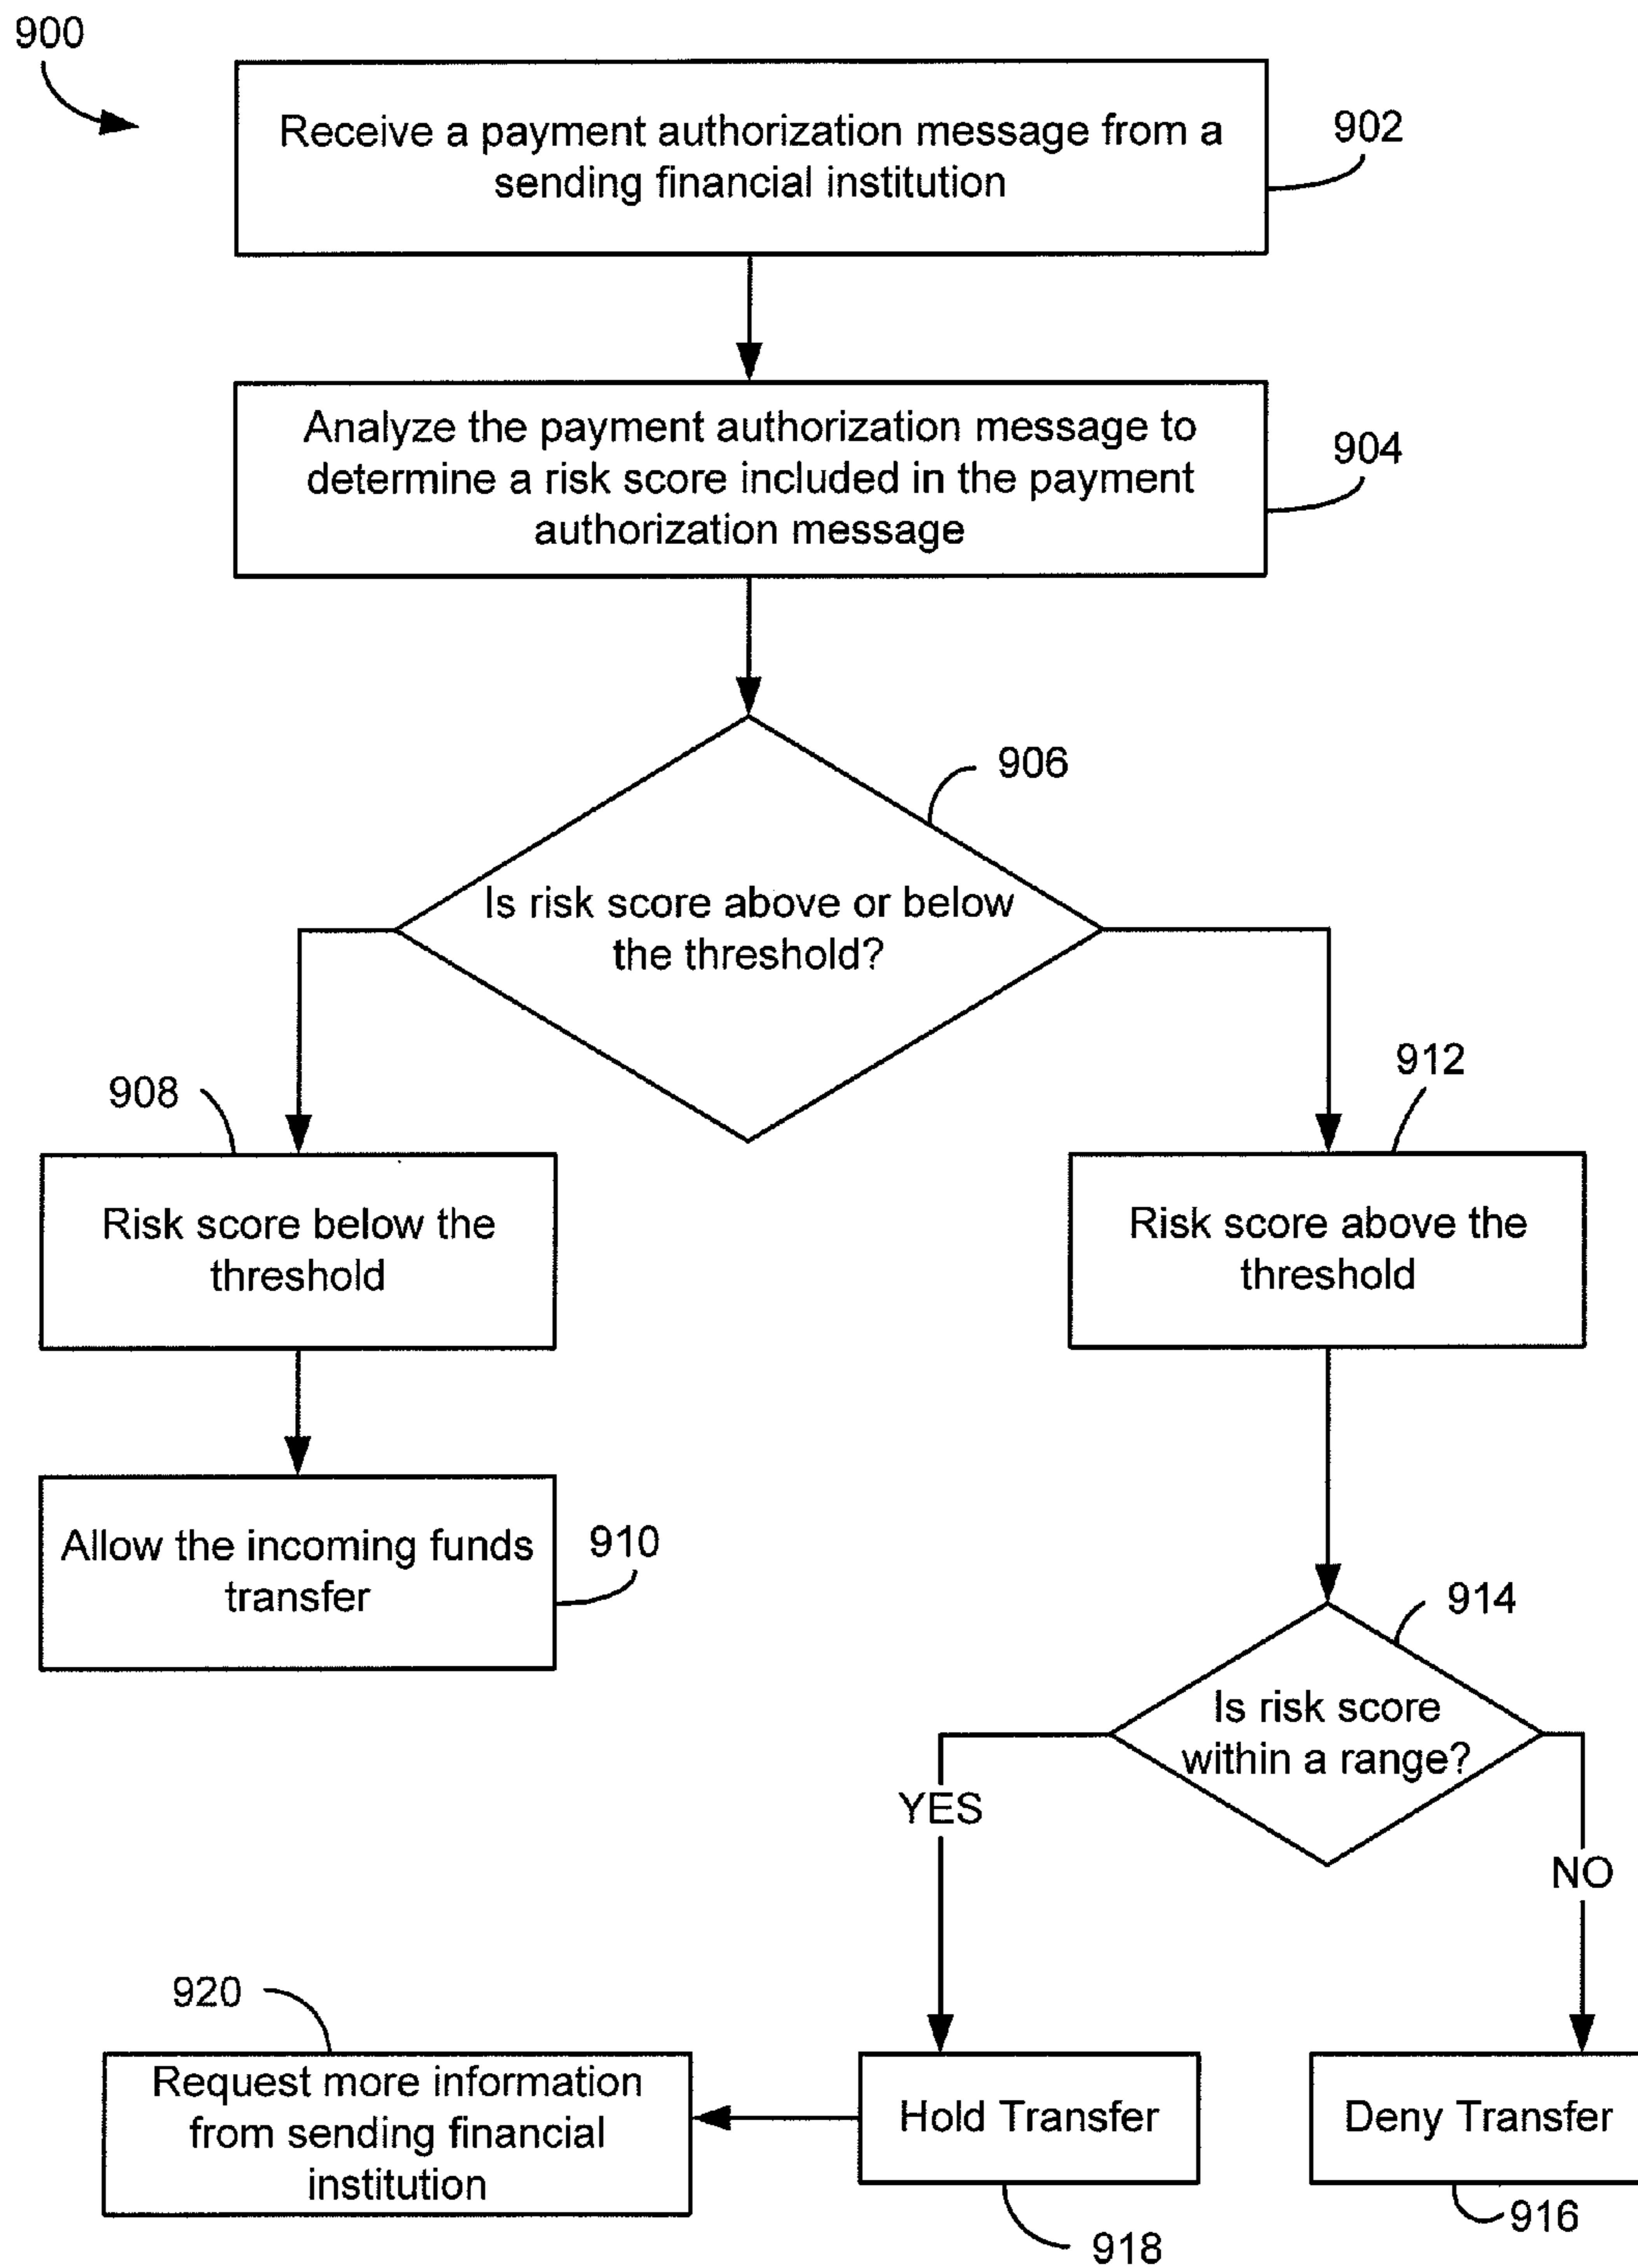 900
Receive a payment authorization message from a
sending financial institution
902
Analyze the payment authorization message to
determine a risk score included in the payment
authorization message
904
906
Is risk score above or below
the threshold?
908
Risk score below the
threshold
912
Risk score above the
threshold
Allow the incoming funds
transfer
910
914
Is risk score
within a range?
YES
NO
920
Request more information
from sending financial
institution
Hold Transfer
918
Deny Transfer
916